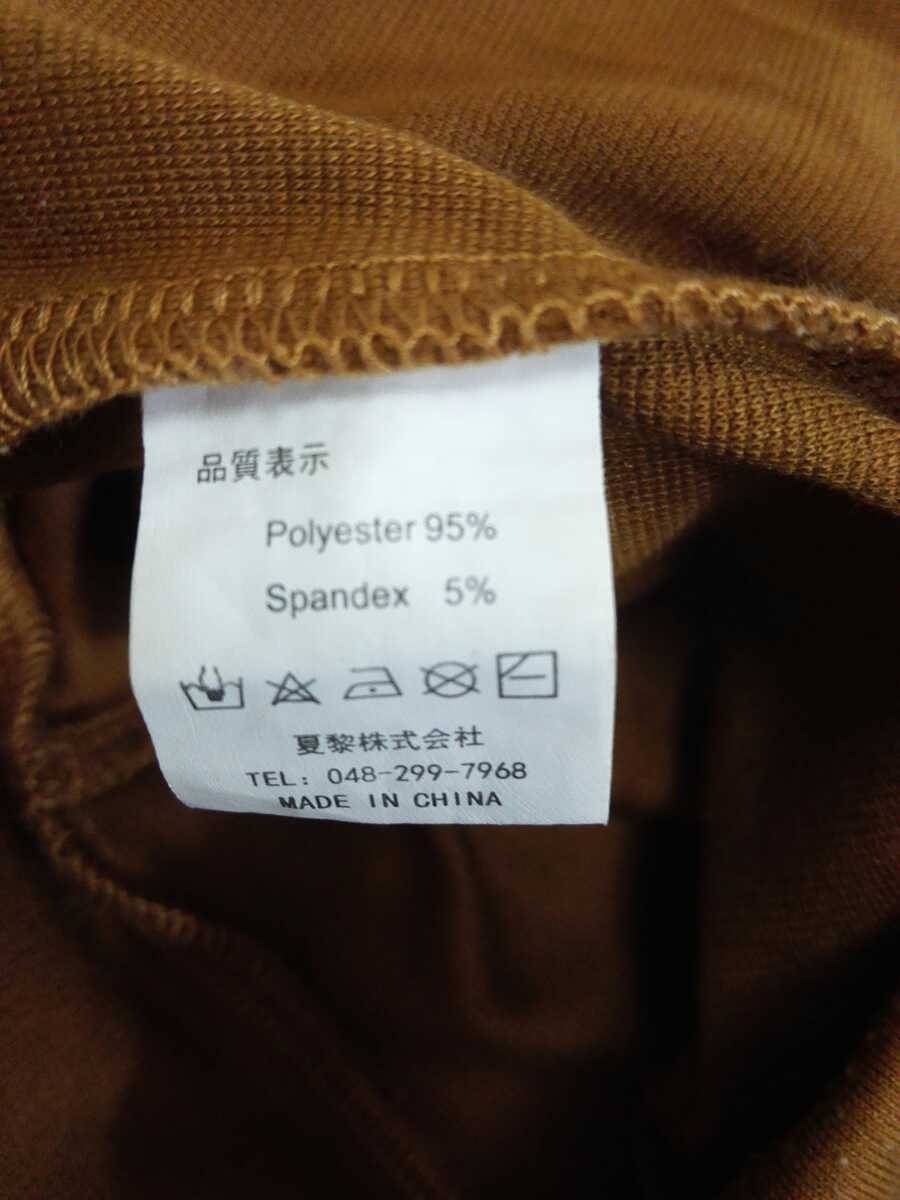 品質表示
Polyester 95%
Spandex 5%
夏黎株式会社
TEL: 048-299-7968
MADE IN CHINA